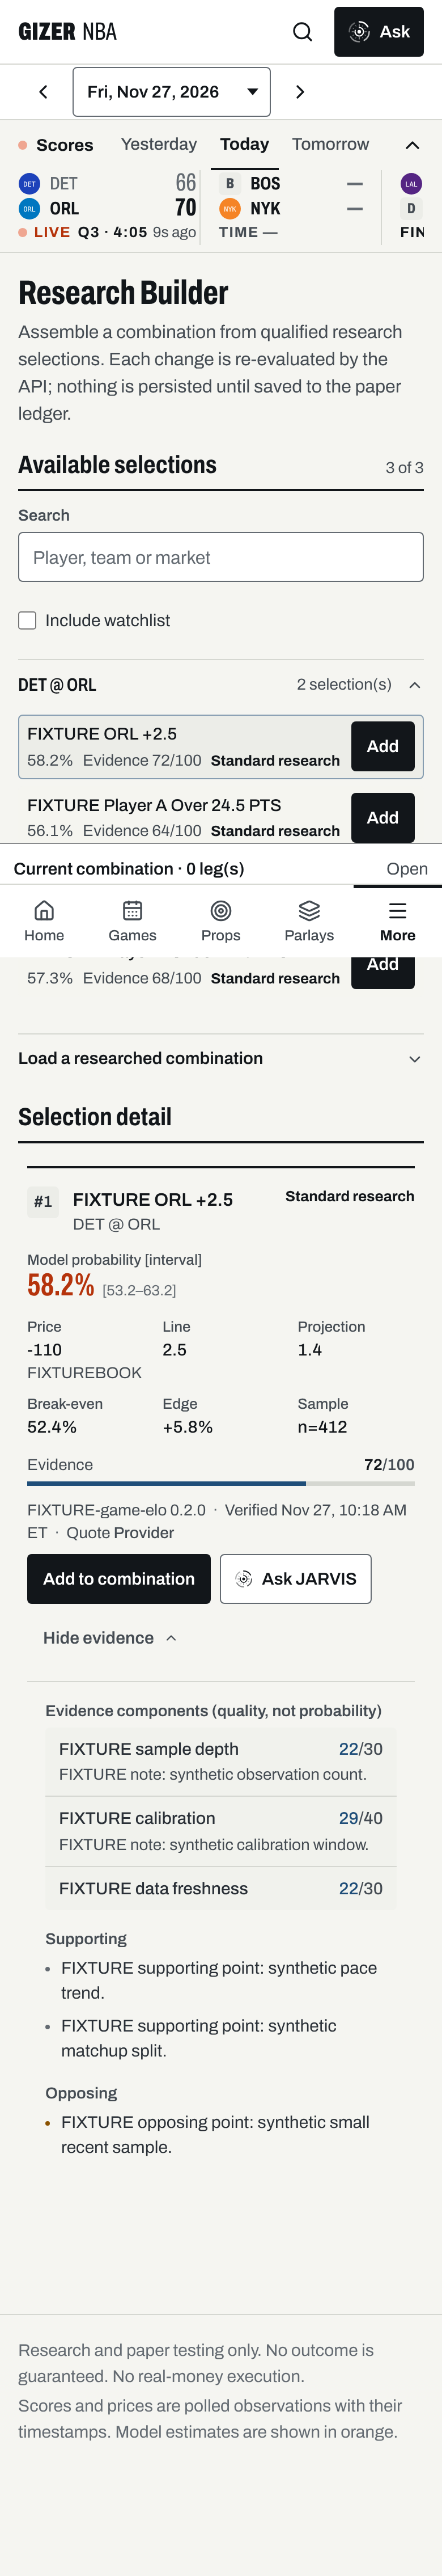 GIZER NBA
Ask
Fri, Nov 27, 2026
Scores Yesterday Today Tomorrow
DET DET 66
ORL ORL 70
LIVE Q3 · 4:05 9s ago
B BOS —
NYK NYK —
TIME —
LAL
D
FIN
Research Builder
Assemble a combination from qualified research
selections. Each change is re-evaluated by the
API; nothing is persisted until saved to the paper
ledger.
Available selections 3 of 3
Search
Player, team or market
Include watchlist
DET @ ORL 2 selection(s)
FIXTURE ORL +2.5
58.2% Evidence 72/100 Standard research
Add
FIXTURE Player A Over 24.5 PTS
56.1% Evidence 64/100 Standard research
Add
Current combination · 0 leg(s) Open
Home Games Props Parlays More
57.3% Evidence 68/100 Standard research
Add
Load a researched combination
Selection detail
#1 FIXTURE ORL +2.5 Standard research
DET @ ORL
Model probability [interval]
58.2% [53.2–63.2]
Price Line Projection
-110 2.5 1.4
FIXTUREBOOK
Break-even Edge Sample
52.4% +5.8% n=412
Evidence 72/100
FIXTURE-game-elo 0.2.0 · Verified Nov 27, 10:18 AM
ET · Quote Provider
Add to combination Ask JARVIS
Hide evidence
Evidence components (quality, not probability)
FIXTURE sample depth 22/30
FIXTURE note: synthetic observation count.
FIXTURE calibration 29/40
FIXTURE note: synthetic calibration window.
FIXTURE data freshness 22/30
Supporting
• FIXTURE supporting point: synthetic pace
trend.
• FIXTURE supporting point: synthetic
matchup split.
Opposing
• FIXTURE opposing point: synthetic small
recent sample.
Research and paper testing only. No outcome is
guaranteed. No real-money execution.
Scores and prices are polled observations with their
timestamps. Model estimates are shown in orange.